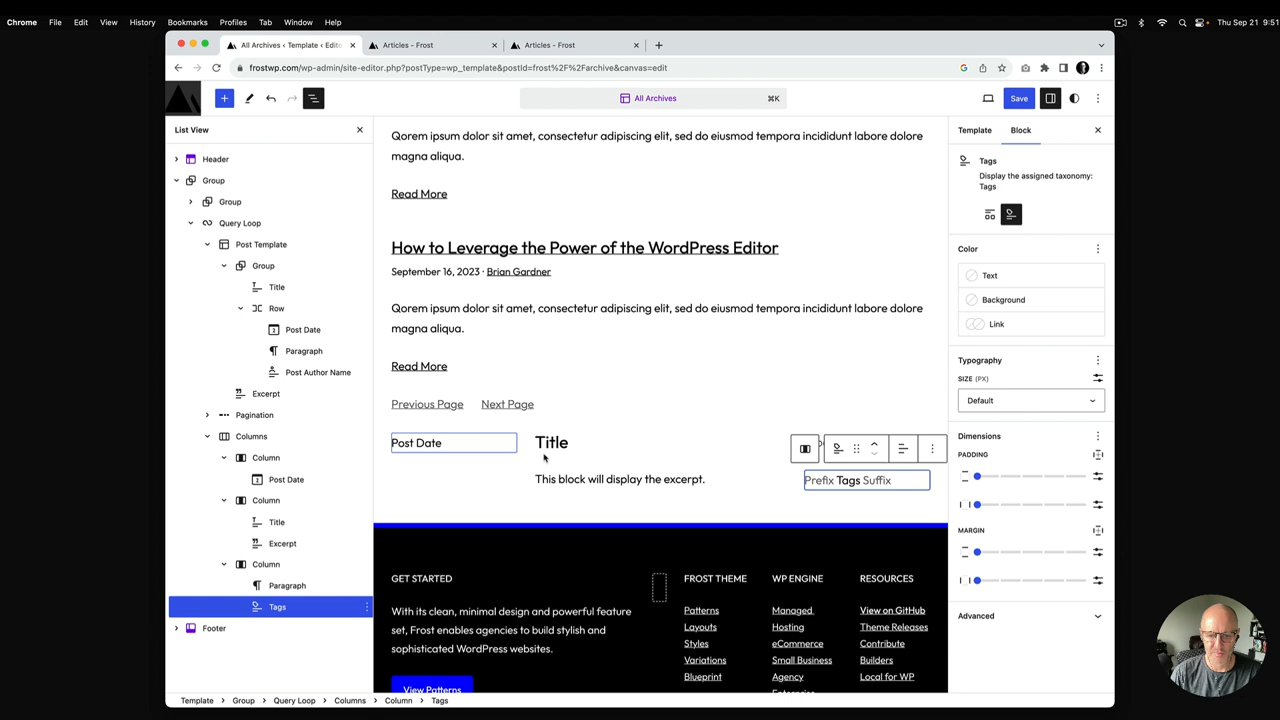 Chrome File Edit View History Bookmarks Profiles Tab Window Help
Thu Sep 21 9:51
All Archives ‹ Template ‹ Edito
Articles - Frost
Articles - Frost
frostwp.com/wp-admin/site-editor.php?postType=wp_template&postId=frost%2F%2Farchive&canvas=edit
All Archives
⌘K
Save
List View
Header
Group
Group
Query Loop
Post Template
Group
Title
Row
Post Date
Paragraph
Post Author Name
Excerpt
Pagination
Columns
Column
Post Date
Column
Title
Excerpt
Column
Paragraph
Tags
Footer
Qorem ipsum dolor sit amet, consectetur adipiscing elit, sed do eiusmod tempora incididunt labore dolore
magna aliqua.
Read More
How to Leverage the Power of the WordPress Editor
September 16, 2023 · Brian Gardner
Qorem ipsum dolor sit amet, consectetur adipiscing elit, sed do eiusmod tempora incididunt labore dolore
magna aliqua.
Read More
Previous Page Next Page
Post Date
Title
This block will display the excerpt.
Prefix Tags Suffix
GET STARTED
With its clean, minimal design and powerful feature
set, Frost enables agencies to build stylish and
sophisticated WordPress websites.
View Patterns
FROST THEME
Patterns
Layouts
Styles
Variations
Blueprint
WP ENGINE
Managed
Hosting
eCommerce
Small Business
Agency
Enterprise
RESOURCES
View on GitHub
Theme Releases
Contribute
Builders
Local for WP
Template Block
Tags
Display the assigned taxonomy:
Tags
Color
Text
Background
Link
Typography
SIZE (PX)
Default
Dimensions
PADDING
MARGIN
Advanced
Template › Group › Query Loop › Columns › Column › Tags